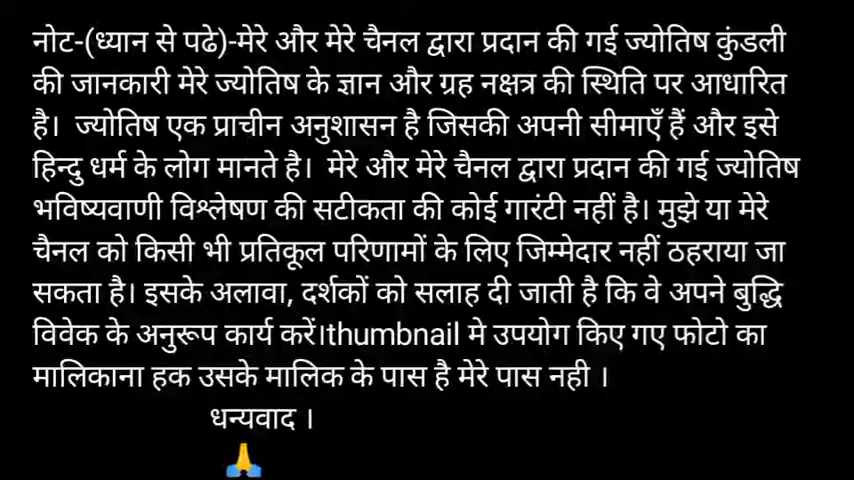 नोट-(ध्यान से पढे)-मेरे और मेरे चैनल द्वारा प्रदान की गई ज्योतिष कुंडली
की जानकारी मेरे ज्योतिष के ज्ञान और ग्रह नक्षत्र की स्थिति पर आधारित
है। ज्योतिष एक प्राचीन अनुशासन है जिसकी अपनी सीमाएँ हैं और इसे
हिन्दु धर्म के लोग मानते है। मेरे और मेरे चैनल द्वारा प्रदान की गई ज्योतिष
भविष्यवाणी विश्लेषण की सटीकता की कोई गारंटी नहीं है। मुझे या मेरे
चैनल को किसी भी प्रतिकूल परिणामों के लिए जिम्मेदार नहीं ठहराया जा
सकता है। इसके अलावा, दर्शकों को सलाह दी जाती है कि वे अपने बुद्धि
विवेक के अनुरूप कार्य करें।thumbnail मे उपयोग किए गए फोटो का
मालिकाना हक उसके मालिक के पास है मेरे पास नही ।
धन्यवाद ।
🙏